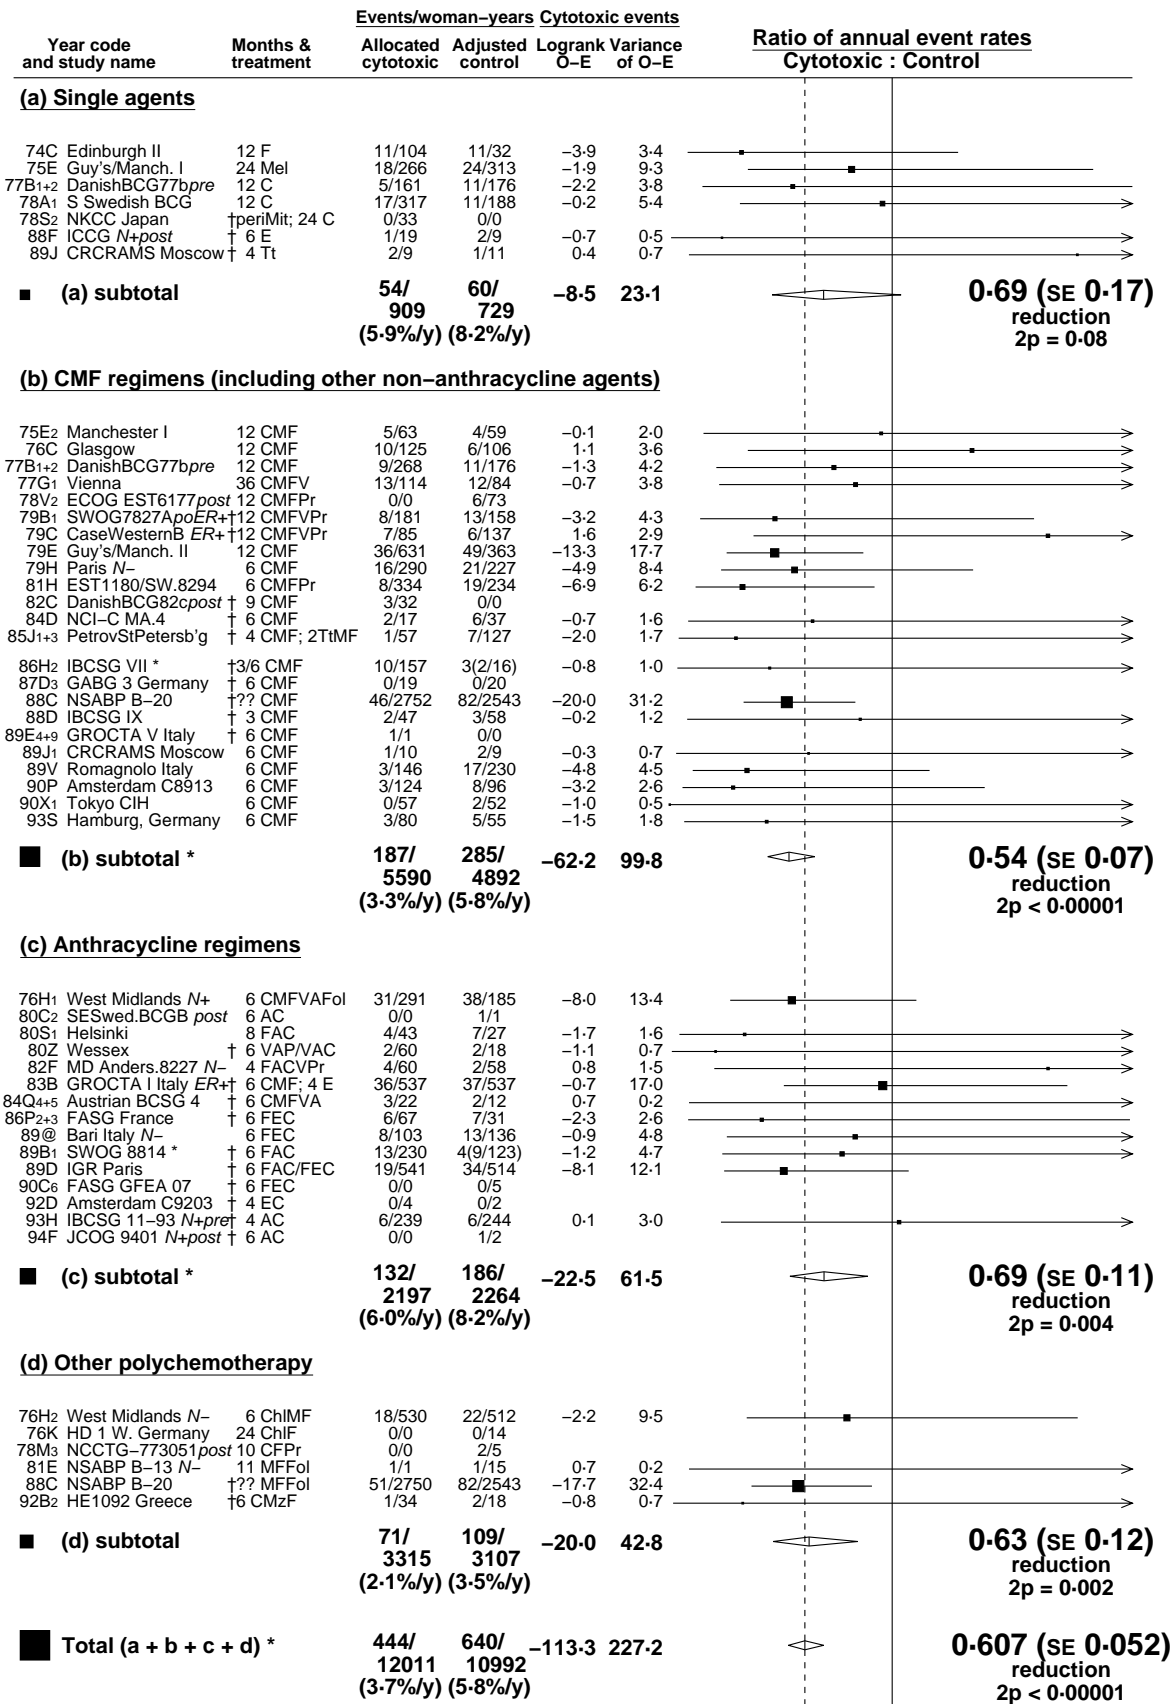 Events/woman–years Cytotoxic events
Year code and study name Months & treatment Allocated cytotoxic Adjusted control Logrank O–E Variance of O–E Ratio of annual event rates Cytotoxic : Control
(a) Single agents
74C Edinburgh II 12 F 11/104 11/32 –3·9 3·4
75E Guy's/Manch. I 24 Mel 18/266 24/313 –1·9 9·3
77B1+2 DanishBCG77bpre 12 C 5/161 11/176 –2·2 3·8
78A1 S Swedish BCG 12 C 17/317 11/188 –0·2 5·4
78S2 NKCC Japan †periMit; 24 C 0/33 0/0
88F ICCG N+post † 6 E 1/19 2/9 –0·7 0·5
89J CRCRAMS Moscow † 4 Tt 2/9 1/11 0·4 0·7
(a) subtotal 54/ 60/ –8·5 23·1 0·69 (SE 0·17)
909 729 reduction
(5·9%/y) (8·2%/y) 2p = 0·08
(b) CMF regimens (including other non–anthracycline agents)
75E2 Manchester I 12 CMF 5/63 4/59 –0·1 2·0
76C Glasgow 12 CMF 10/125 6/106 1·1 3·6
77B1+2 DanishBCG77bpre 12 CMF 9/268 11/176 –1·3 4·2
77G1 Vienna 36 CMFV 13/114 12/84 –0·7 3·8
78V2 ECOG EST6177post 12 CMFPr 0/0 6/73
79B1 SWOG7827ApoER+ †12 CMFVPr 8/181 13/158 –3·2 4·3
79C CaseWesternB ER+ †12 CMFVPr 7/85 6/137 1·6 2·9
79E Guy's/Manch. II 12 CMF 36/631 49/363 –13·3 17·7
79H Paris N– 6 CMF 16/290 21/227 –4·9 8·4
81H EST1180/SW.8294 6 CMFPr 8/334 19/234 –6·9 6·2
82C DanishBCG82cpost † 9 CMF 3/32 0/0
84D NCI–C MA.4 † 6 CMF 2/17 6/37 –0·7 1·6
85J1+3 PetrovStPetersb'g † 4 CMF; 2TtMF 1/57 7/127 –2·0 1·7
86H2 IBCSG VII * †3/6 CMF 10/157 3(2/16) –0·8 1·0
87D3 GABG 3 Germany † 6 CMF 0/19 0/20
88C NSABP B–20 †?? CMF 46/2752 82/2543 –20·0 31·2
88D IBCSG IX † 3 CMF 2/47 3/58 –0·2 1·2
89E4+9 GROCTA V Italy † 6 CMF 1/1 0/0
89J1 CRCRAMS Moscow 6 CMF 1/10 2/9 –0·3 0·7
89V Romagnolo Italy 6 CMF 3/146 17/230 –4·8 4·5
90P Amsterdam C8913 6 CMF 3/124 8/96 –3·2 2·6
90X1 Tokyo CIH 6 CMF 0/57 2/52 –1·0 0·5
93S Hamburg, Germany 6 CMF 3/80 5/55 –1·5 1·8
(b) subtotal * 187/ 285/ –62·2 99·8 0·54 (SE 0·07)
5590 4892 reduction
(3·3%/y) (5·8%/y) 2p < 0·00001
(c) Anthracycline regimens
76H1 West Midlands N+ 6 CMFVAFol 31/291 38/185 –8·0 13·4
80C2 SESwed.BCGB post 6 AC 0/0 1/1
80S1 Helsinki 8 FAC 4/43 7/27 –1·7 1·6
80Z Wessex † 6 VAP/VAC 2/60 2/18 –1·1 0·7
82F MD Anders.8227 N– 4 FACVPr 4/60 2/58 0·8 1·5
83B GROCTA I Italy ER+ † 6 CMF; 4 E 36/537 37/537 –0·7 17·0
84Q4+5 Austrian BCSG 4 † 6 CMFVA 3/22 2/12 0·7 0·2
86P2+3 FASG France † 6 FEC 6/67 7/31 –2·3 2·6
89@ Bari Italy N– 6 FEC 8/103 13/136 –0·9 4·8
89B1 SWOG 8814 * † 6 FAC 13/230 4(9/123) –1·2 4·7
89D IGR Paris † 6 FAC/FEC 19/541 34/514 –8·1 12·1
90C6 FASG GFEA 07 † 6 FEC 0/0 0/5
92D Amsterdam C9203 † 4 EC 0/4 0/2
93H IBCSG 11–93 N+pre † 4 AC 6/239 6/244 0·1 3·0
94F JCOG 9401 N+post † 6 AC 0/0 1/2
(c) subtotal * 132/ 186/ –22·5 61·5 0·69 (SE 0·11)
2197 2264 reduction
(6·0%/y) (8·2%/y) 2p = 0·004
(d) Other polychemotherapy
76H2 West Midlands N– 6 ChlMF 18/530 22/512 –2·2 9·5
76K HD 1 W. Germany 24 ChlF 0/0 0/14
78M3 NCCTG–773051post 10 CFPr 0/0 2/5
81E NSABP B–13 N– 11 MFFol 1/1 1/15 0·7 0·2
88C NSABP B–20 †?? MFFol 51/2750 82/2543 –17·7 32·4
92B2 HE1092 Greece †6 CMzF 1/34 2/18 –0·8 0·7
(d) subtotal 71/ 109/ –20·0 42·8 0·63 (SE 0·12)
3315 3107 reduction
(2·1%/y) (3·5%/y) 2p = 0·002
Total (a + b + c + d) * 444/ 640/ –113·3 227·2 0·607 (SE 0·052)
12011 10992 reduction
(3·7%/y) (5·8%/y) 2p < 0·00001